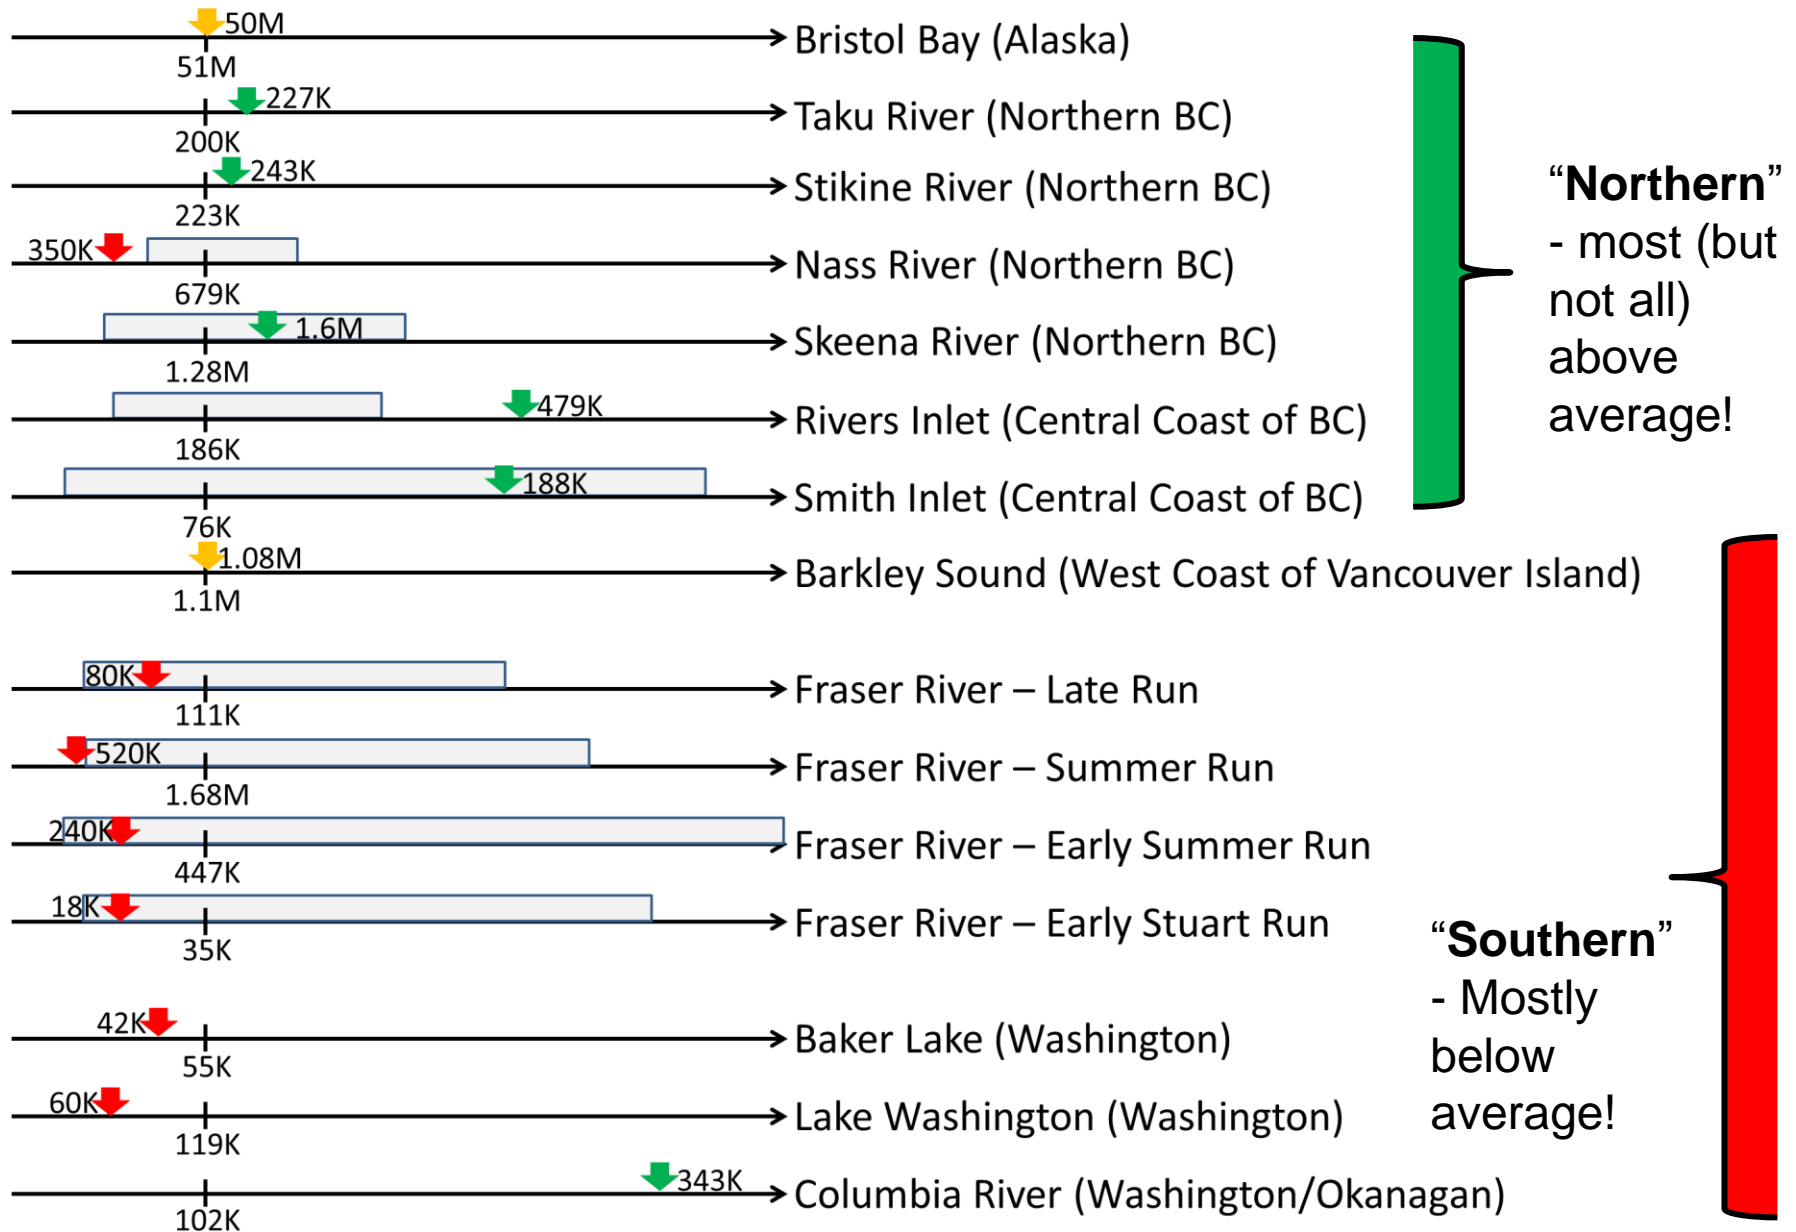 50M
Bristol Bay (Alaska)
51M
227K
Taku River (Northern BC)
200K
243K
Stikine River (Northern BC)
223K
350K
Nass River (Northern BC)
679K
1.6M
Skeena River (Northern BC)
1.28M
479K
Rivers Inlet (Central Coast of BC)
186K
188K
Smith Inlet (Central Coast of BC)
76K
“Northern”
- most (but
not all)
above
average!
1.08M
Barkley Sound (West Coast of Vancouver Island)
1.1M
80K
Fraser River – Late Run
111K
520K
Fraser River – Summer Run
1.68M
240K
Fraser River – Early Summer Run
447K
18K
Fraser River – Early Stuart Run
35K
42K
Baker Lake (Washington)
55K
60K
Lake Washington (Washington)
119K
343K
Columbia River (Washington/Okanagan)
102K
“Southern”
- Mostly
below
average!